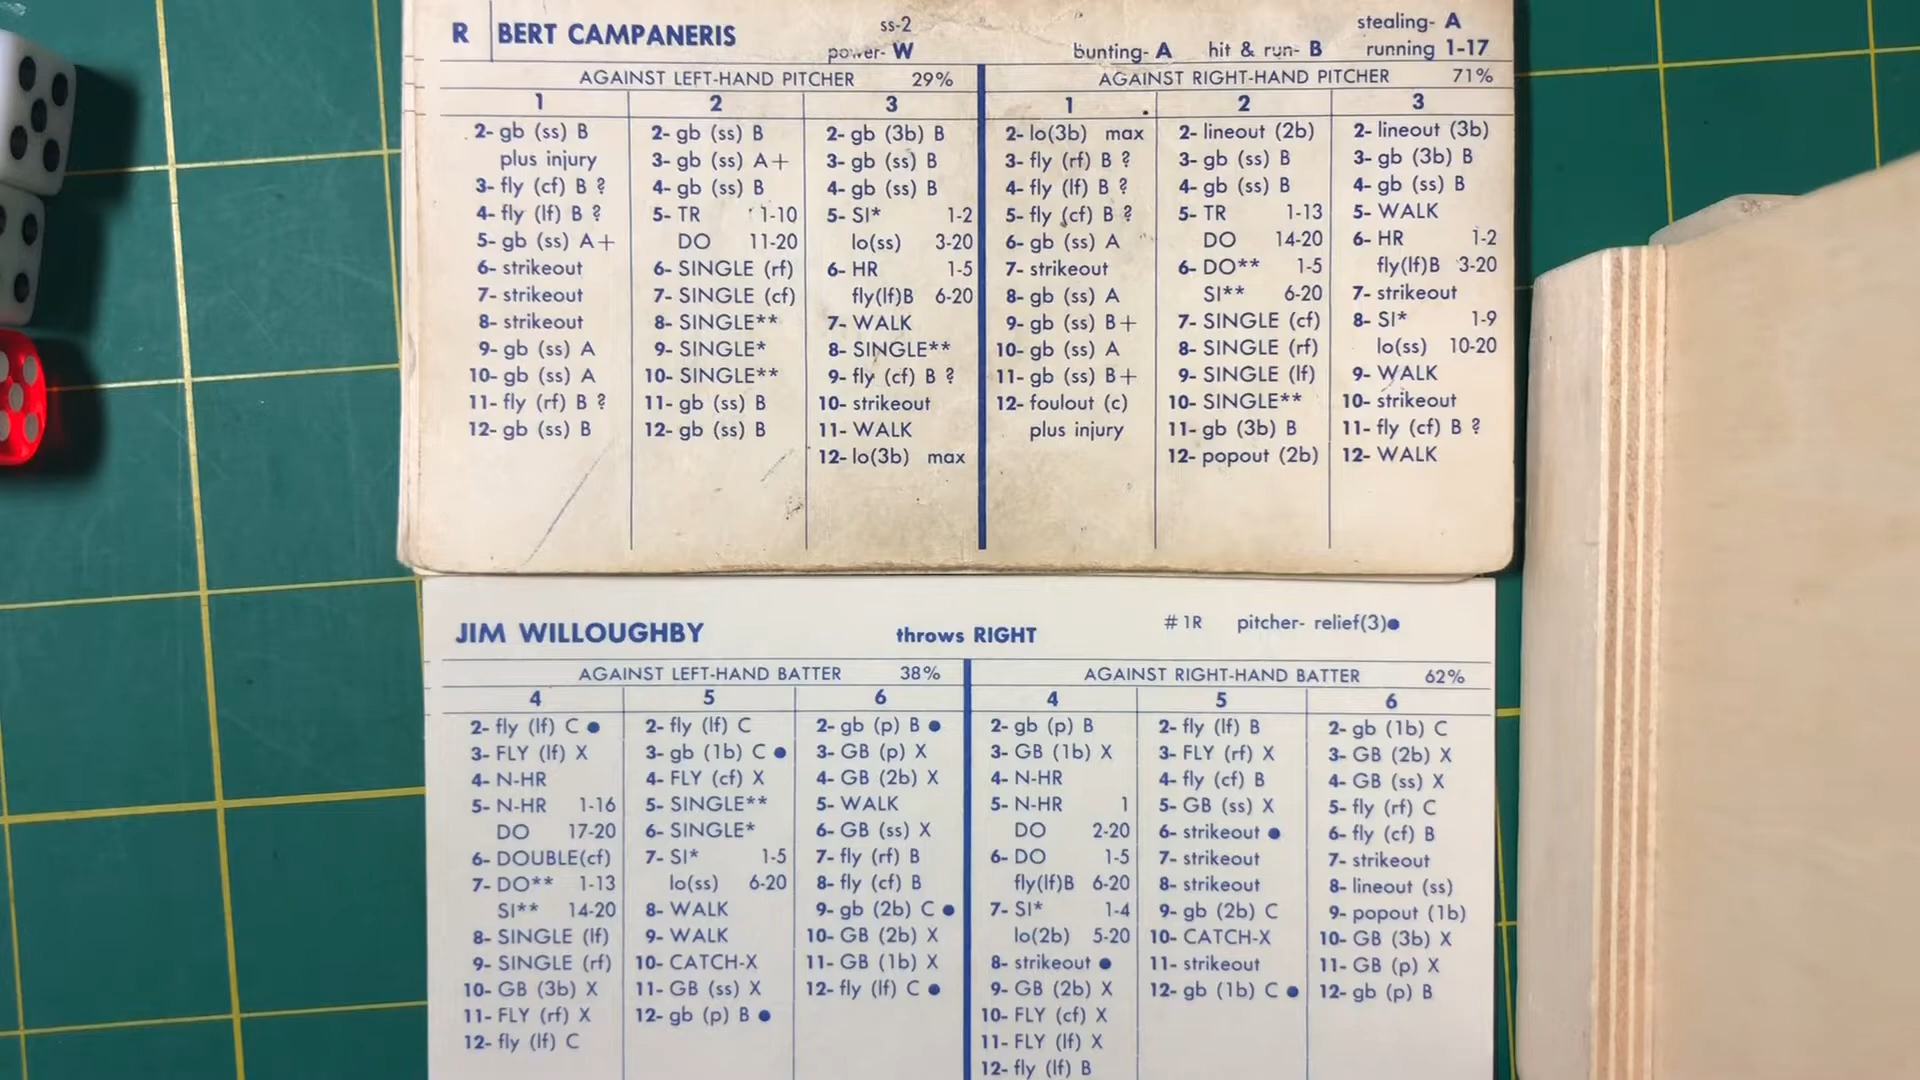 R BERT CAMPANERIS ss-2 stealing- A
power- W bunting- A hit & run- B running 1-17
AGAINST LEFT-HAND PITCHER 29% AGAINST RIGHT-HAND PITCHER 71%
1
2- gb (ss) B
plus injury
3- fly (cf) B ?
4- fly (lf) B ?
5- gb (ss) A+
6- strikeout
7- strikeout
8- strikeout
9- gb (ss) A
10- gb (ss) A
11- fly (rf) B ?
12- gb (ss) B
2
2- gb (ss) B
3- gb (ss) A+
4- gb (ss) B
5- TR 1-10
DO 11-20
6- SINGLE (rf)
7- SINGLE (cf)
8- SINGLE**
9- SINGLE*
10- SINGLE**
11- gb (ss) B
12- gb (ss) B
3
2- gb (3b) B
3- gb (ss) B
4- gb (ss) B
5- SI* 1-2
lo(ss) 3-20
6- HR 1-5
fly(lf)B 6-20
7- WALK
8- SINGLE**
9- fly (cf) B ?
10- strikeout
11- WALK
12- lo(3b) max
1
2- lo(3b) max
3- fly (rf) B ?
4- fly (lf) B ?
5- fly (cf) B ?
6- gb (ss) A
7- strikeout
8- gb (ss) A
9- gb (ss) B+
10- gb (ss) A
11- gb (ss) B+
12- foulout (c)
plus injury
2
2- lineout (2b)
3- gb (ss) B
4- gb (ss) B
5- TR 1-13
DO 14-20
6- DO** 1-5
SI** 6-20
7- SINGLE (cf)
8- SINGLE (rf)
9- SINGLE (lf)
10- SINGLE**
11- gb (3b) B
12- popout (2b)
3
2- lineout (3b)
3- gb (3b) B
4- gb (ss) B
5- WALK
6- HR 1-2
fly(lf)B 3-20
7- strikeout
8- SI* 1-9
lo(ss) 10-20
9- WALK
10- strikeout
11- fly (cf) B ?
12- WALK
JIM WILLOUGHBY throws RIGHT #1R pitcher- relief(3)●
AGAINST LEFT-HAND BATTER 38% AGAINST RIGHT-HAND BATTER 62%
4
2- fly (lf) C ●
3- FLY (lf) X
4- N-HR
5- N-HR 1-16
DO 17-20
6- DOUBLE(cf)
7- DO** 1-13
SI** 14-20
8- SINGLE (lf)
9- SINGLE (rf)
10- GB (3b) X
11- FLY (rf) X
12- fly (lf) C
5
2- fly (lf) C
3- gb (1b) C ●
4- FLY (cf) X
5- SINGLE**
6- SINGLE*
7- SI* 1-5
lo(ss) 6-20
8- WALK
9- WALK
10- CATCH-X
11- GB (ss) X
12- gb (p) B ●
6
2- gb (p) B ●
3- GB (p) X
4- GB (2b) X
5- WALK
6- GB (ss) X
7- fly (rf) B
8- fly (cf) B
9- gb (2b) C ●
10- GB (2b) X
11- GB (1b) X
12- fly (lf) C ●
4
2- gb (p) B
3- GB (1b) X
4- N-HR
5- N-HR 1
DO 2-20
6- DO 1-5
fly(lf)B 6-20
7- SI* 1-4
lo(2b) 5-20
8- strikeout ●
9- GB (2b) X
10- FLY (cf) X
11- FLY (lf) X
12- fly (lf) B
5
2- fly (lf) B
3- FLY (rf) X
4- fly (cf) B
5- GB (ss) X
6- strikeout ●
7- strikeout
8- strikeout
9- gb (2b) C
10- CATCH-X
11- strikeout
12- gb (1b) C ●
6
2- gb (1b) C
3- GB (2b) X
4- GB (ss) X
5- fly (rf) C
6- fly (cf) B
7- strikeout
8- lineout (ss)
9- popout (1b)
10- GB (3b) X
11- GB (p) X
12- gb (p) B